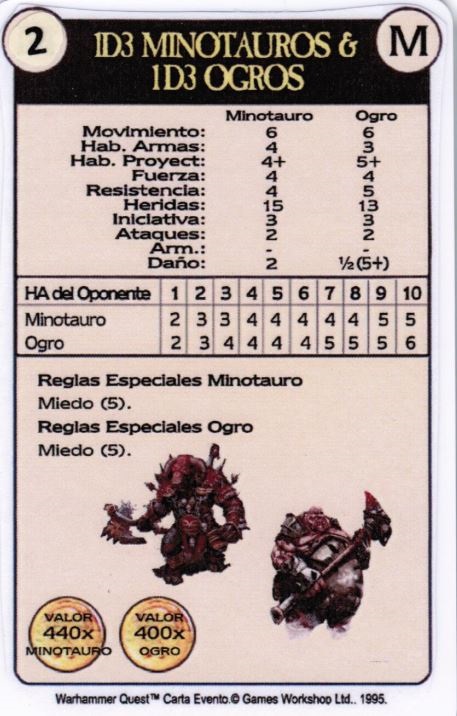 2
1D3 MINOTAUROS &
1D3 OGROS
M
Minotauro Ogro
Movimiento: 6 6
Hab. Armas: 4 3
Hab. Proyect: 4+ 5+
Fuerza: 4 4
Resistencia: 4 5
Heridas: 15 13
Iniciativa: 3 3
Ataques: 2 2
Arm.: - -
Daño: 2 ½(5+)
HA del Oponente 1 2 3 4 5 6 7 8 9 10
Minotauro 2 3 3 4 4 4 4 4 5 5
Ogro 2 3 4 4 4 4 5 5 5 6
Reglas Especiales Minotauro
Miedo (5).
Reglas Especiales Ogro
Miedo (5).
VALOR
440x
MINOTAURO
VALOR
400x
OGRO
Warhammer Quest™ Carta Evento.© Games Workshop Ltd.. 1995.